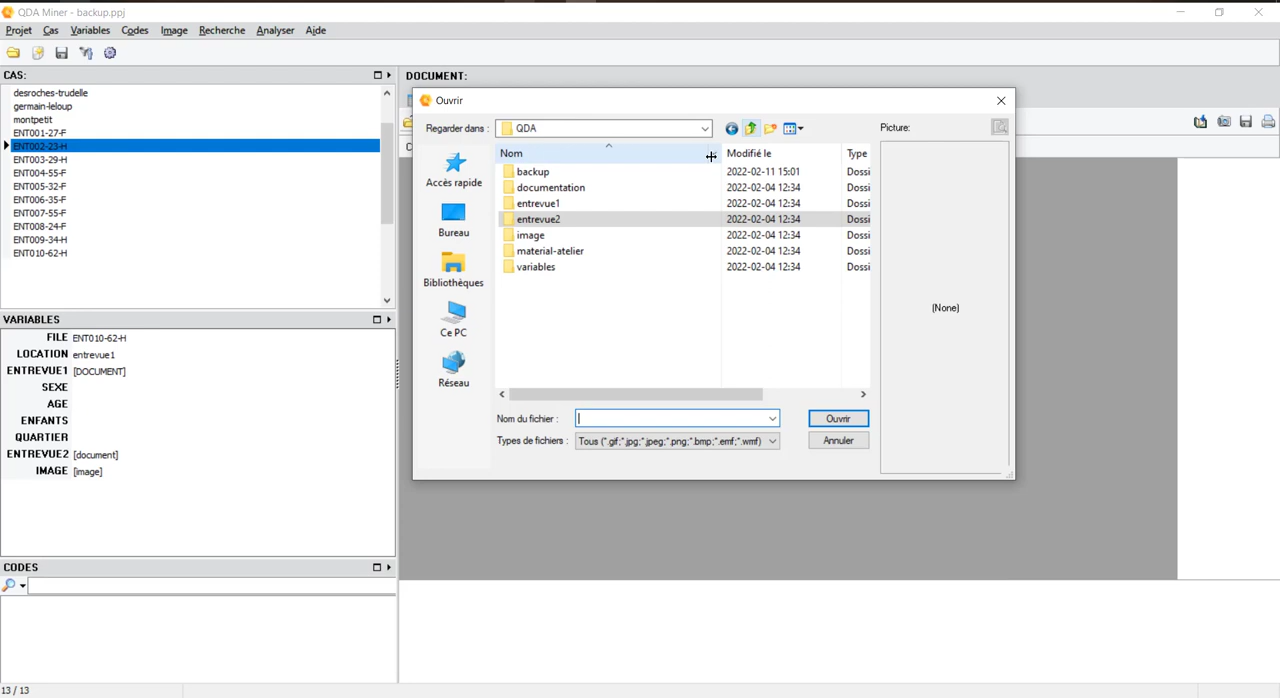 QDA Miner - backup.ppj
Projet Cas Variables Codes Image Recherche Analyser Aide
CAS:
desroches-trudelle
germain-leloup
montpetit
ENT001-27-F
ENT002-23-H
ENT003-29-H
ENT004-55-F
ENT005-32-F
ENT006-35-F
ENT007-55-F
ENT008-24-F
ENT009-34-H
ENT010-62-H
VARIABLES
FILE ENT010-62-H
LOCATION entrevue1
ENTREVUE1 [DOCUMENT]
SEXE
AGE
ENFANTS
QUARTIER
ENTREVUE2 [document]
IMAGE [image]
CODES
13 / 13
DOCUMENT:
C
Ouvrir
Regarder dans : QDA
Picture:
Accès rapide
Bureau
Bibliothèques
Ce PC
Réseau
Nom Modifié le Type
backup 2022-02-11 15:01 Dossi
documentation 2022-02-04 12:34 Dossi
entrevue1 2022-02-04 12:34 Dossi
entrevue2 2022-02-04 12:34 Dossi
image 2022-02-04 12:34 Dossi
material-atelier 2022-02-04 12:34 Dossi
variables 2022-02-04 12:34 Dossi
(None)
Nom du fichier : Ouvrir
Types de fichiers : Tous (*.gif;*.jpg;*.jpeg;*.png;*.bmp;*.emf;*.wmf) Annuler